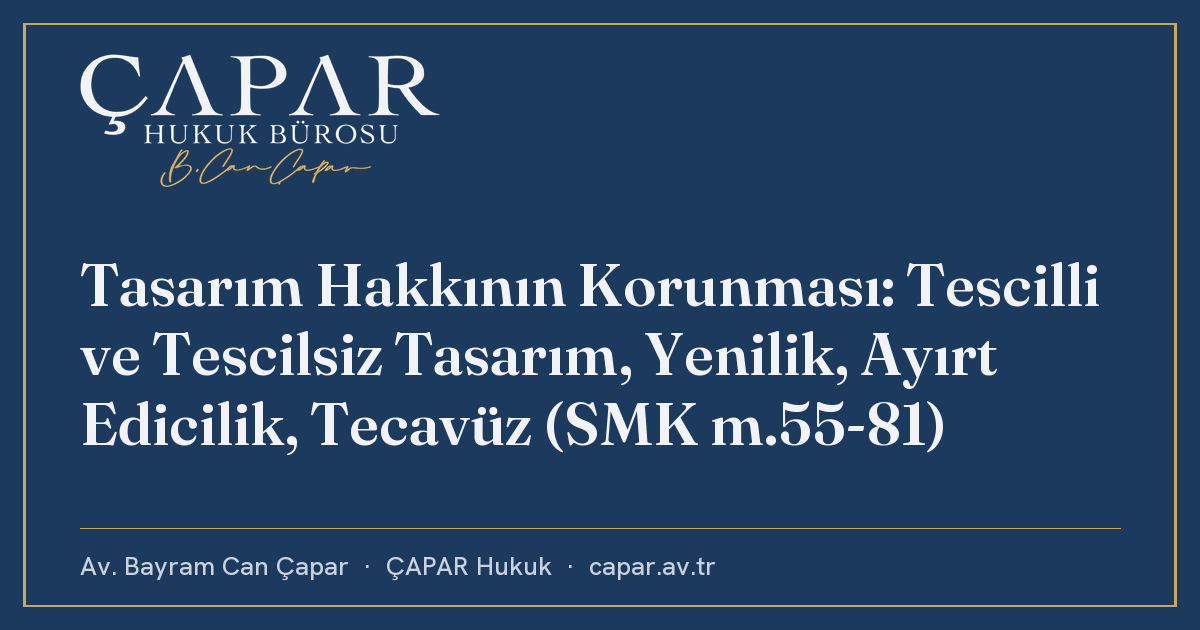 ÇAPAR
HUKUK BÜROSU
B.Can Çapar
Tasarım Hakkının Korunması: Tescilli
ve Tescilsiz Tasarım, Yenilik, Ayırt
Edicilik, Tecavüz (SMK m.55-81)
Av. Bayram Can Çapar · ÇAPAR Hukuk · capar.av.tr